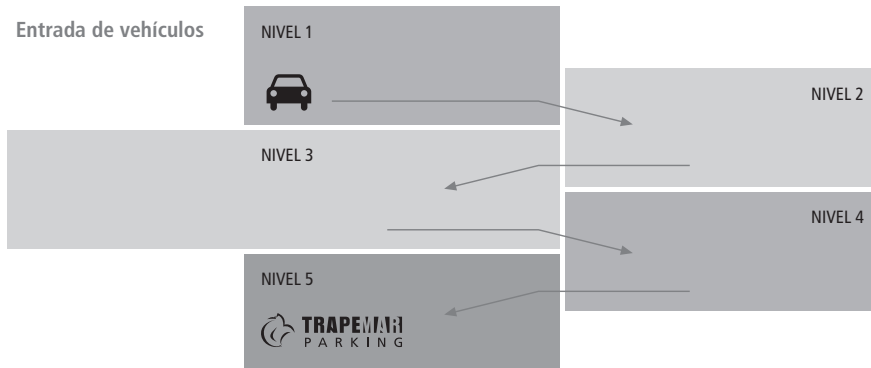 Entrada de vehículos
NIVEL 1
NIVEL 2
NIVEL 3
NIVEL 4
NIVEL 5
TRAPEMAR
PARKING